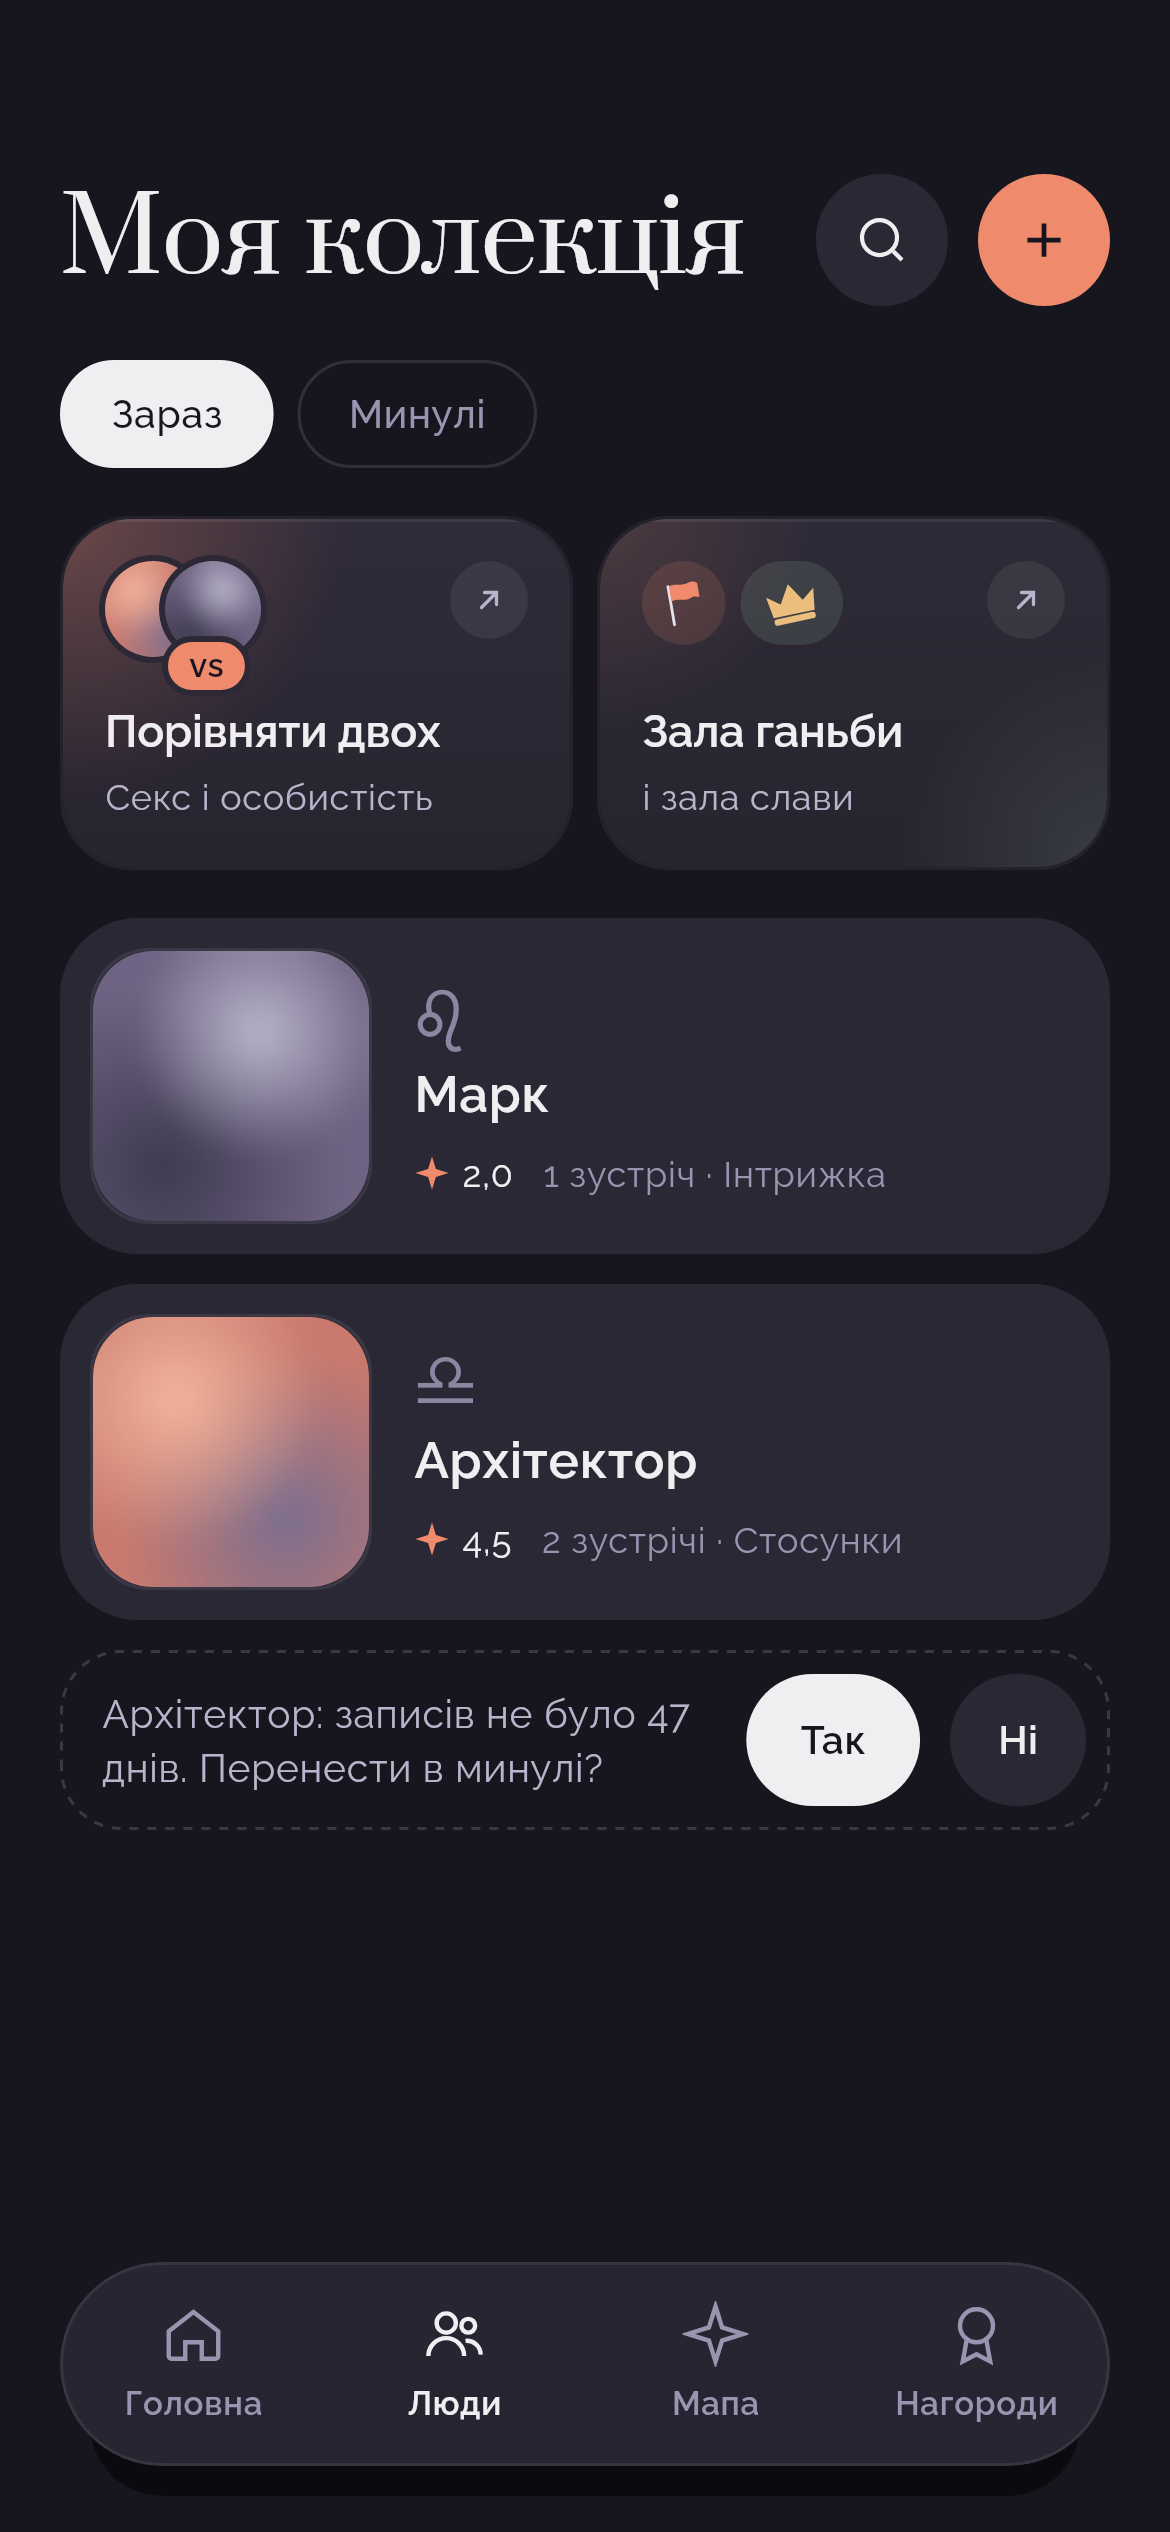 Моя колекція
Зараз
Минулі
vs
Порівняти двох
Секс і особистість
Зала ганьби
і зала слави
Марк
2,0 1 зустріч · Інтрижка
Архітектор
4,5 2 зустрічі · Стосунки
Архітектор: записів не було 47
днів. Перенести в минулі?
Так
Ні
Головна
Люди
Мапа
Нагороди